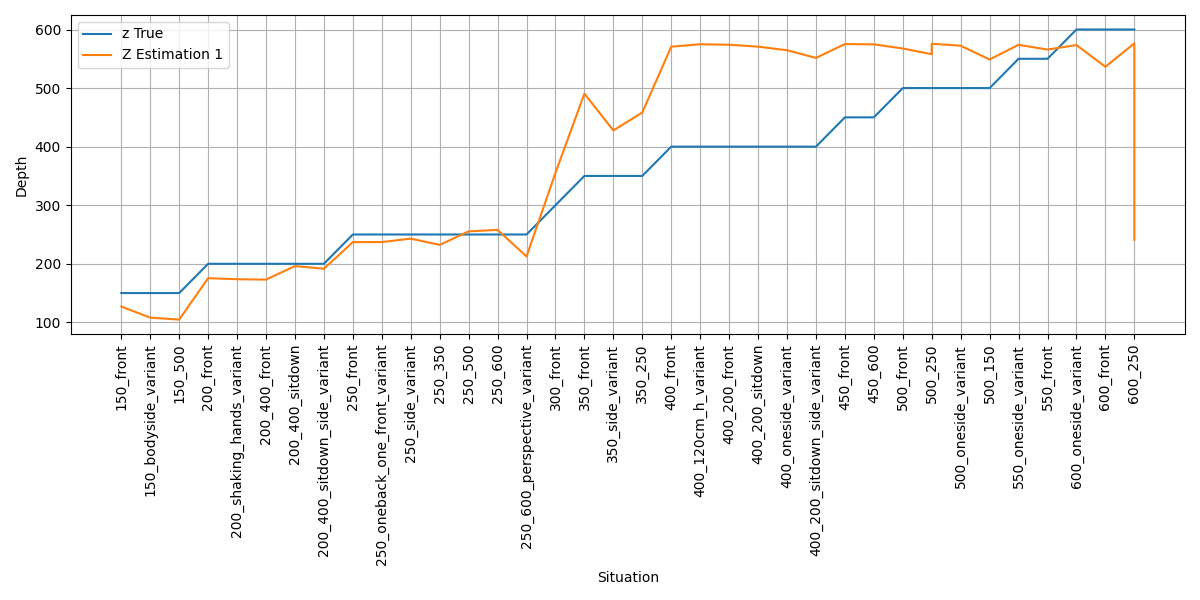 z True
Z Estimation 1
600
500
400
300
200
100
Depth
150_front
150_bodyside_variant
150_500
200_front
200_shaking_hands_variant
200_400_front
200_400_sitdown
200_400_sitdown_side_variant
250_front
250_oneback_one_front_variant
250_side_variant
250_350
250_500
250_600
250_600_perspective_variant
300_front
350_front
350_side_variant
350_250
400_front
400_120cm_h_variant
400_200_front
400_200_sitdown
400_oneside_variant
400_200_sitdown_side_variant
450_front
450_600
500_front
500_250
500_oneside_variant
500_150
550_oneside_variant
550_front
600_oneside_variant
600_front
600_250
Situation